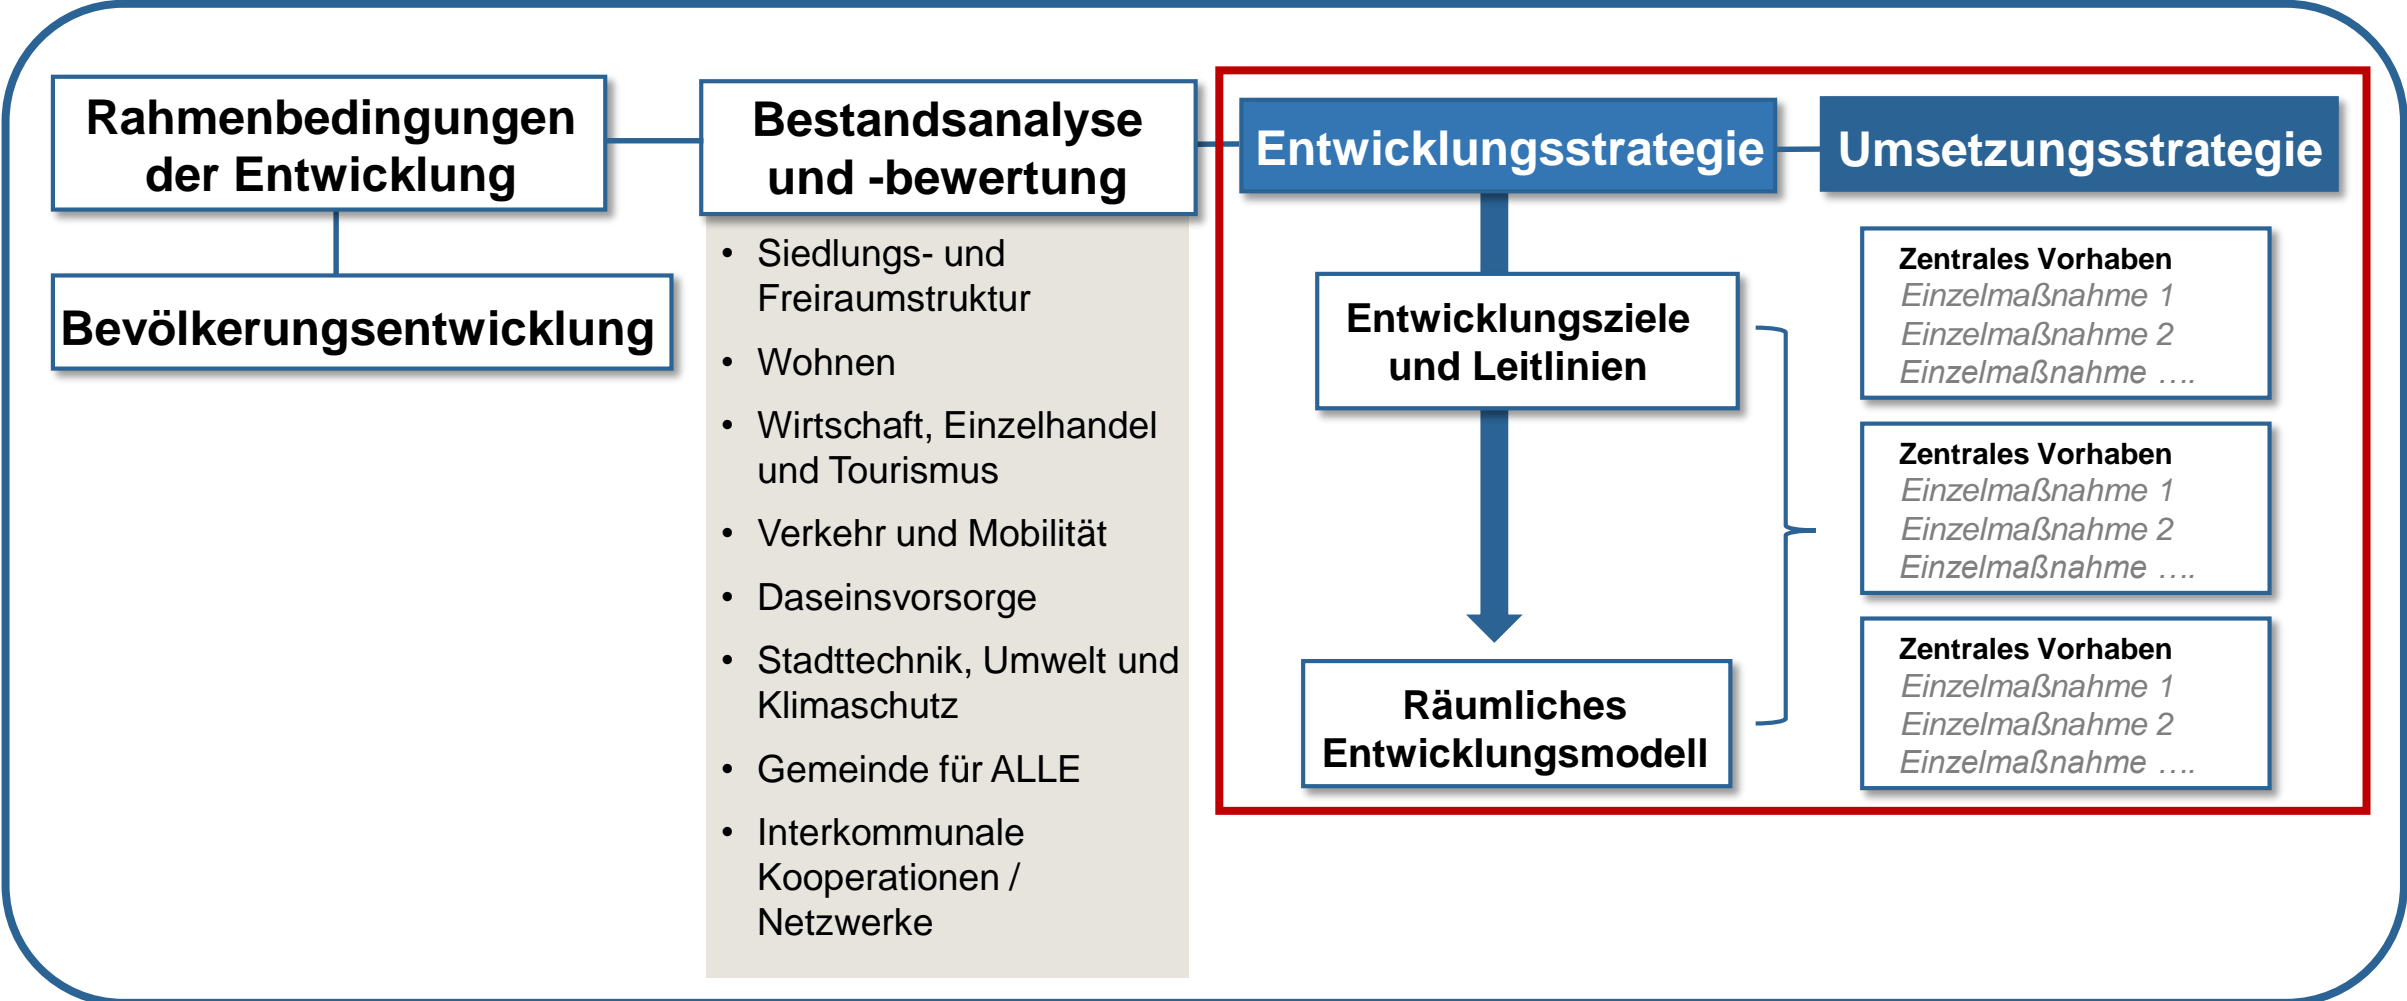 Rahmenbedingungen
der Entwicklung
Bevölkerungsentwicklung
Bestandsanalyse
und -bewertung
• Siedlungs- und
Freiraumstruktur
• Wohnen
• Wirtschaft, Einzelhandel
und Tourismus
• Verkehr und Mobilität
• Daseinsvorsorge
• Stadttechnik, Umwelt und
Klimaschutz
• Gemeinde für ALLE
• Interkommunale
Kooperationen /
Netzwerke
Entwicklungsstrategie
Entwicklungsziele
und Leitlinien
Räumliches
Entwicklungsmodell
Umsetzungsstrategie
Zentrales Vorhaben
Einzelmaßnahme 1
Einzelmaßnahme 2
Einzelmaßnahme ….
Zentrales Vorhaben
Einzelmaßnahme 1
Einzelmaßnahme 2
Einzelmaßnahme ….
Zentrales Vorhaben
Einzelmaßnahme 1
Einzelmaßnahme 2
Einzelmaßnahme ….